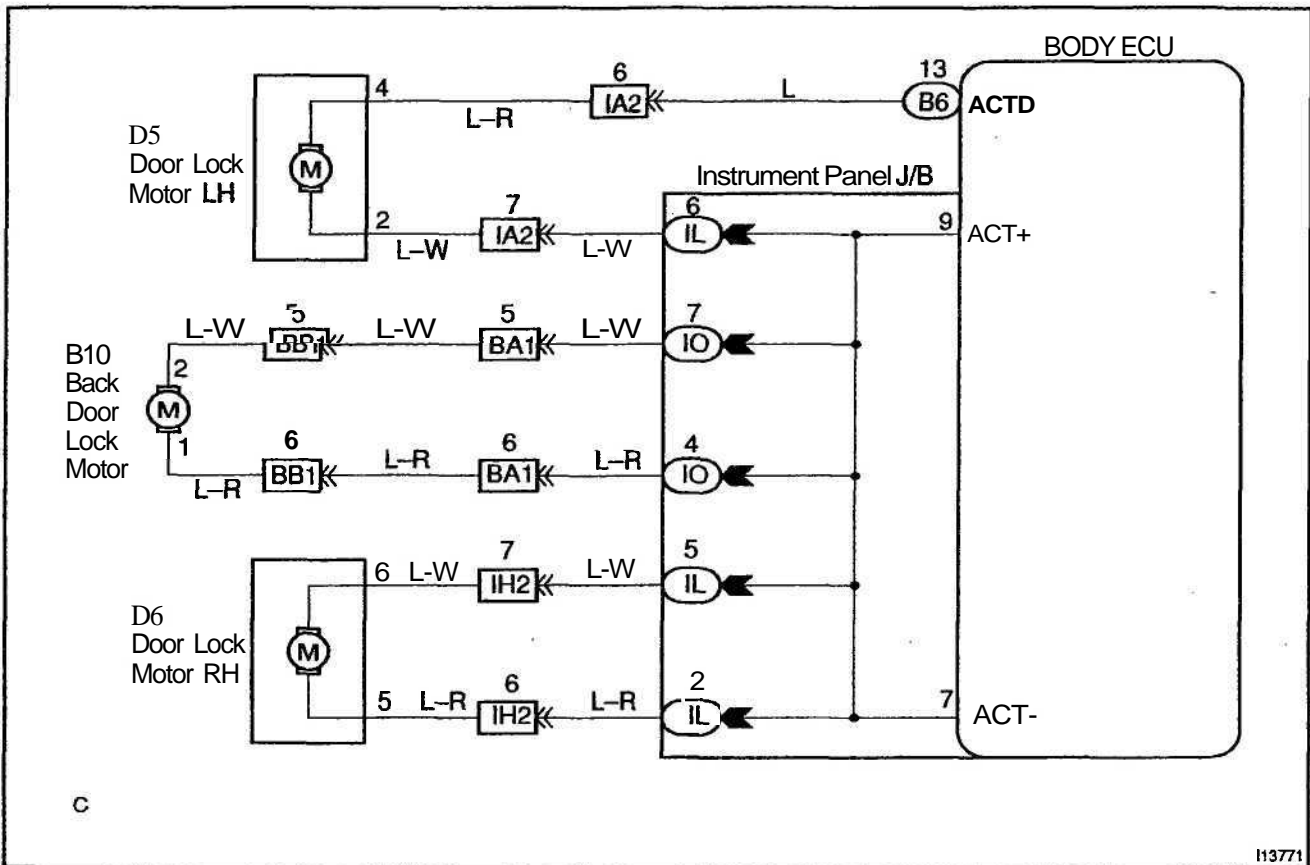 BODY ECU
13
B6
ACTD
L
6
IA2
L–R
4
D5
Door Lock
Motor LH
M
Instrument Panel J/B
2
L–W
7
IA2
L-W
6
IL
9
ACT+
L-W
5
BB1
L-W
5
BA1
L-W
7
IO
B10
Back
Door
Lock
Motor
2
M
1
L–R
6
BB1
L–R
6
BA1
L–R
4
IO
D6
Door Lock
Motor RH
M
6
L-W
7
IH2
L-W
5
IL
5
L–R
6
IH2
L–R
2
IL
7
ACT-
C
I13771